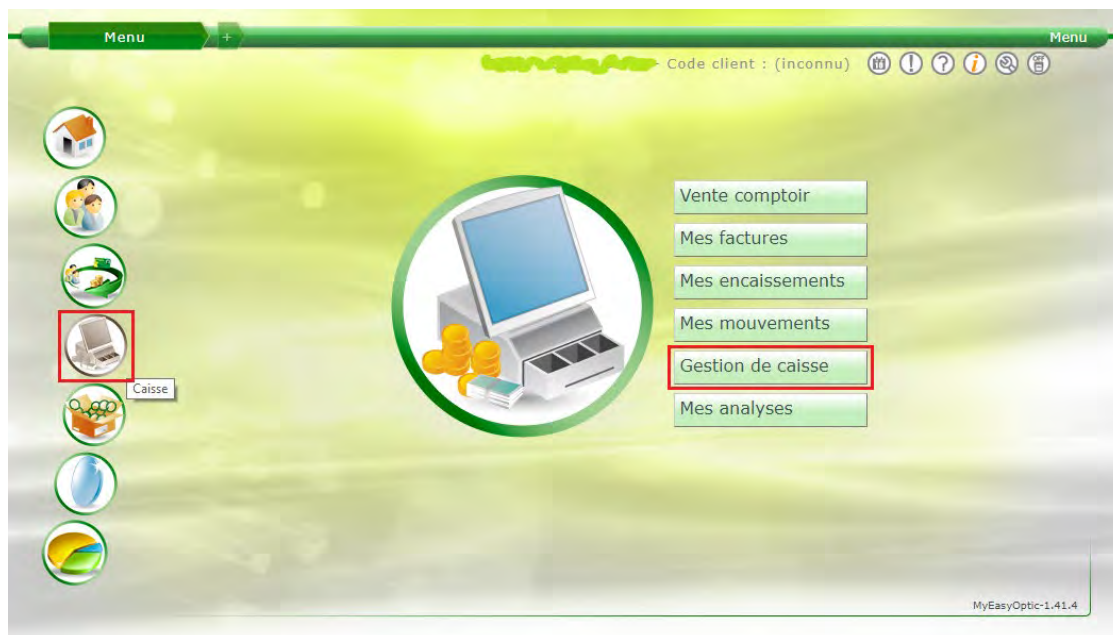 Menu + Menu
Code client : (inconnu)
Vente comptoir
Mes factures
Mes encaissements
Mes mouvements
Caisse
Gestion de caisse
Mes analyses
MyEasyOptic-1.41.4